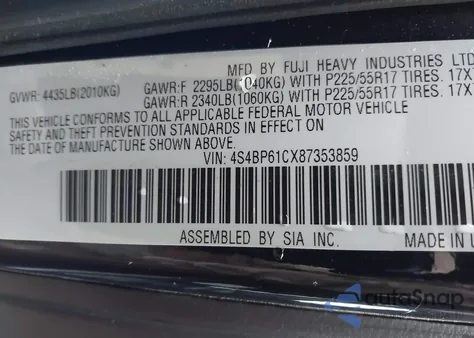 MFD BY FUJI HEAVY INDUSTRIES LTD
GVWR: 4435LB(2010KG) GAWR:F 2295LB(1040KG) WITH P225/55R17 TIRES. 17X7
GAWR:R 2340LB(1060KG) WITH P225/55R17 TIRES. 17X
THIS VEHICLE CONFORMS TO ALL APPLICABLE FEDERAL MOTOR VEHICLE
SAFETY AND THEFT PREVENTION STANDARDS IN EFFECT ON
THE DATE OF MANUFACTURE SHOWN ABOVE.
VIN: 4S4BP61CX87353859
ASSEMBLED BY SIA INC. MADE IN U
autoSnap